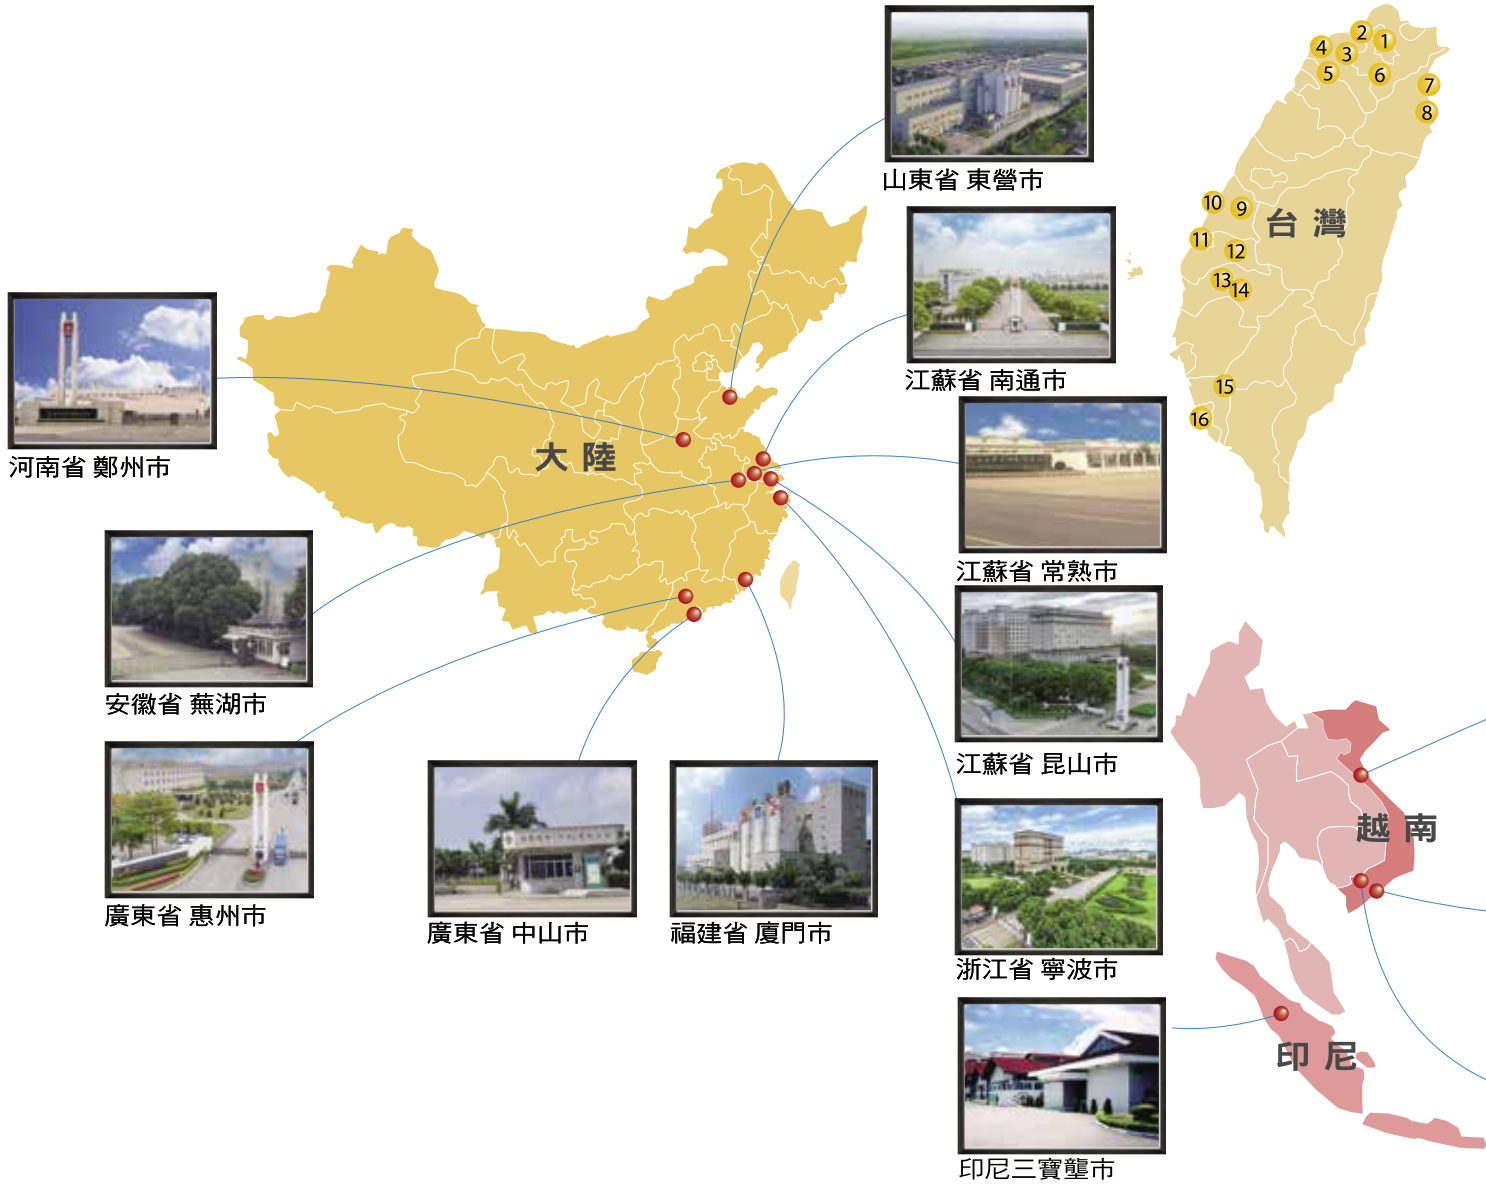 山東省 東營市
2
1
4
3
5
6
7
8
10
9
台 灣
11
12
13
14
15
16
江蘇省 南通市
大 陸
河南省 鄭州市
江蘇省 常熟市
安徽省 蕪湖市
江蘇省 昆山市
越 南
廣東省 惠州市
廣東省 中山市
福建省 廈門市
浙江省 寧波市
印 尼
印尼三寶壟市